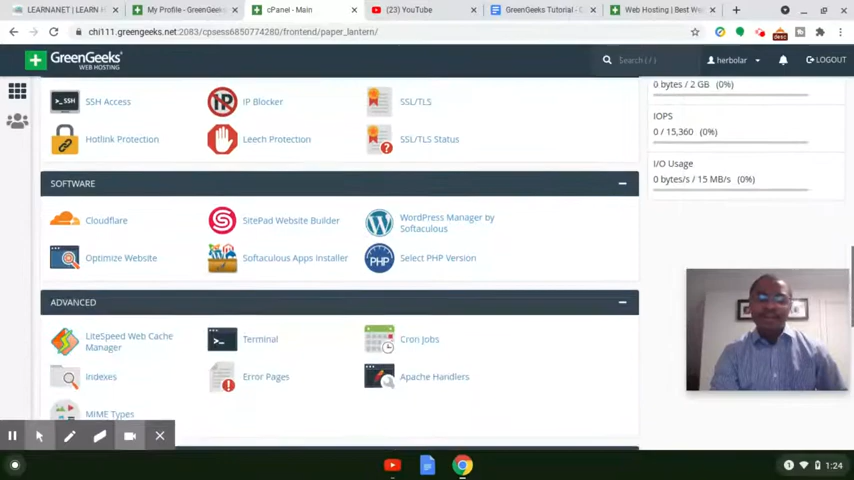 LEARNANET | LEARN H
My Profile - GreenGeeks
cPanel - Main
(23) YouTube
GreenGeeks Tutorial - G
Web Hosting | Best We
chi111.greengeeks.net:2083/cpsess6850774280/frontend/paper_lantern/
GreenGeeks
WEB HOSTING
Search ( / )
herbolar
LOGOUT
SSH Access
IP Blocker
SSL/TLS
Hotlink Protection
Leech Protection
SSL/TLS Status
SOFTWARE
Cloudflare
SitePad Website Builder
WordPress Manager by
Softaculous
Optimize Website
Softaculous Apps Installer
Select PHP Version
ADVANCED
LiteSpeed Web Cache
Manager
Terminal
Cron Jobs
Indexes
Error Pages
Apache Handlers
MIME Types
0 bytes / 2 GB (0%)
IOPS
0 / 15,360 (0%)
I/O Usage
0 bytes/s / 15 MB/s (0%)
1:24